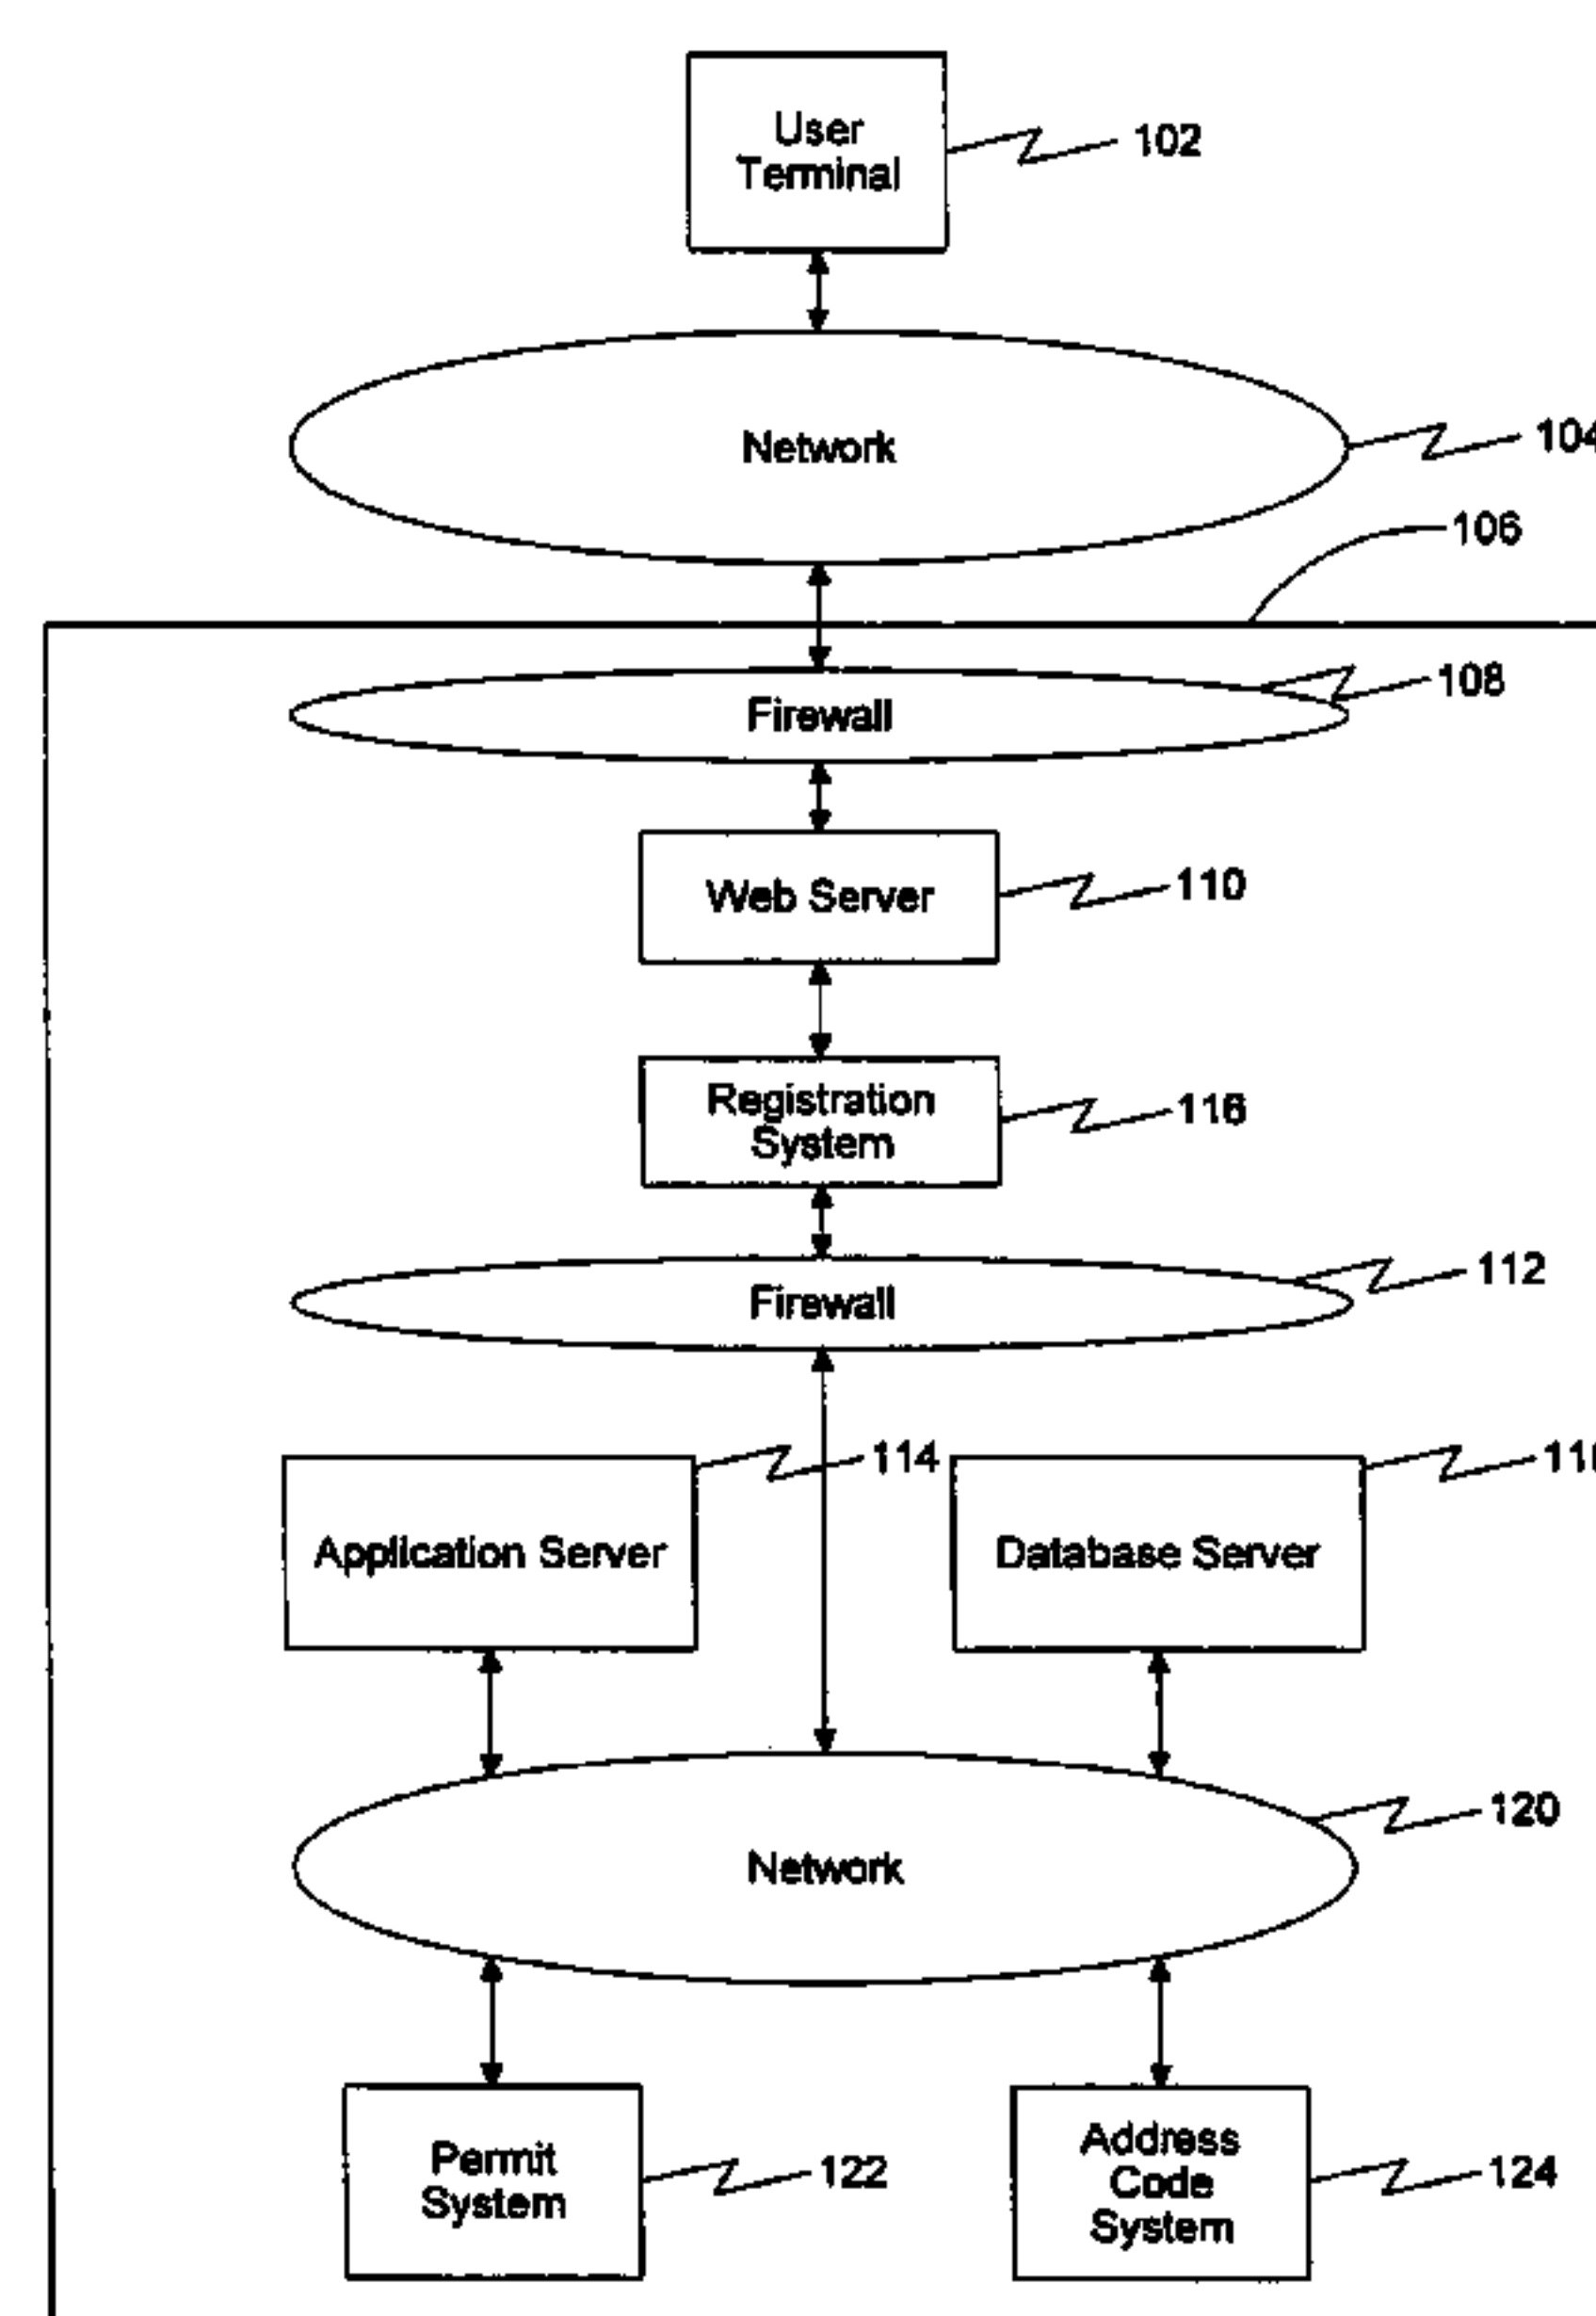 User
Terminal
102
Network
104
106
Firewall
108
Web Server
110
Registration
System
116
Firewall
112
114
Application Server
Database Server
Network
120
Permit
System
122
Address
Code
System
124